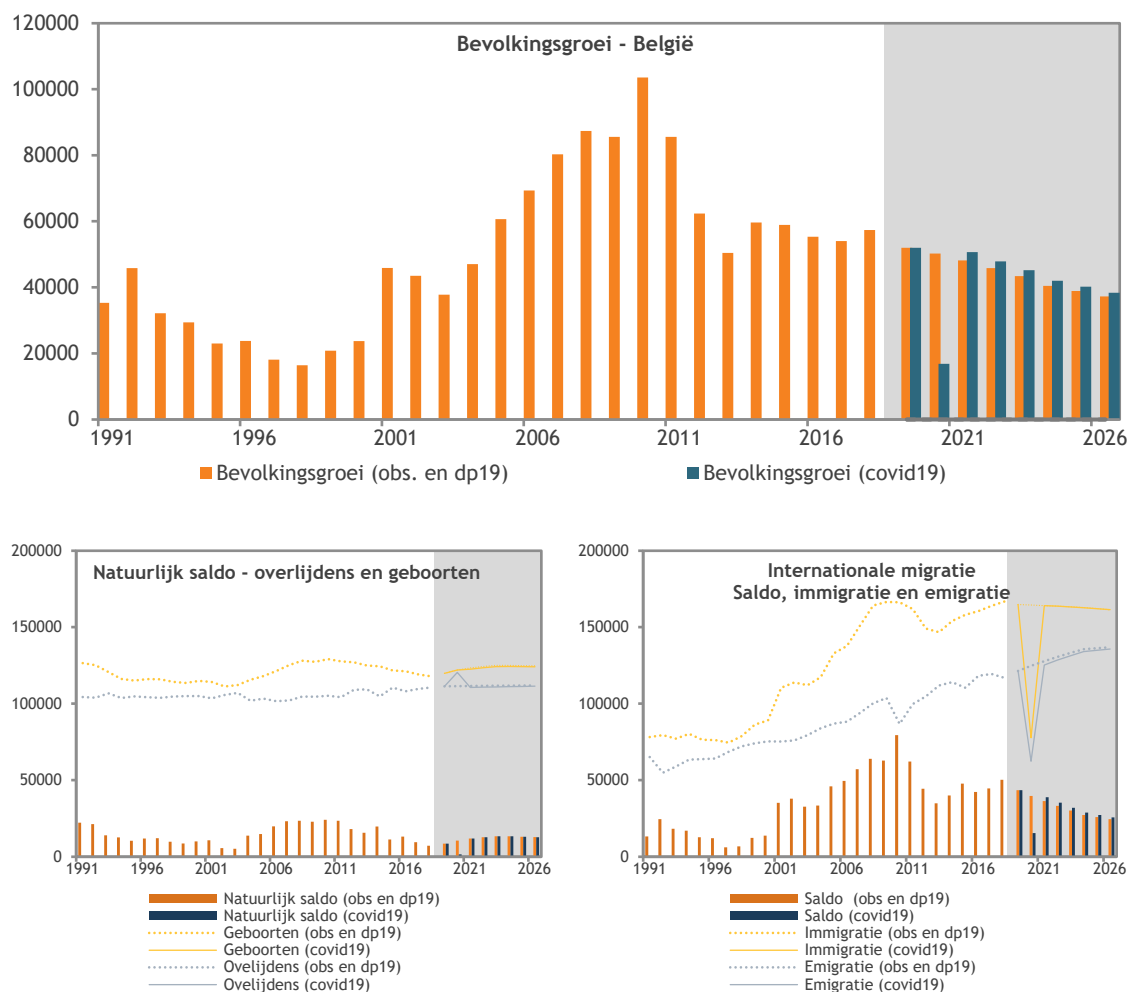 120000
Bevolkingsgroei - België
100000
80000
60000
40000
20000
0
1991 1996 2001 2006 2011 2016 2021 2026
Bevolkingsgroei (obs. en dp19) Bevolkingsgroei (covid19)
200000
Natuurlijk saldo - overlijdens en geboorten
150000
100000
50000
0
1991 1996 2001 2006 2011 2016 2021 2026
Natuurlijk saldo (obs en dp19)
Natuurlijk saldo (covid19)
Geboorten (obs en dp19)
Geboorten (covid19)
Ovelijdens (obs en dp19)
Ovelijdens (covid19)
200000
Internationale migratie
Saldo, immigratie en emigratie
150000
100000
50000
0
1991 1996 2001 2006 2011 2016 2021 2026
Saldo (obs en dp19)
Saldo (covid19)
Immigratie (obs en dp19)
Immigratie (covid19)
Emigratie (obs en dp19)
Emigratie (covid19)